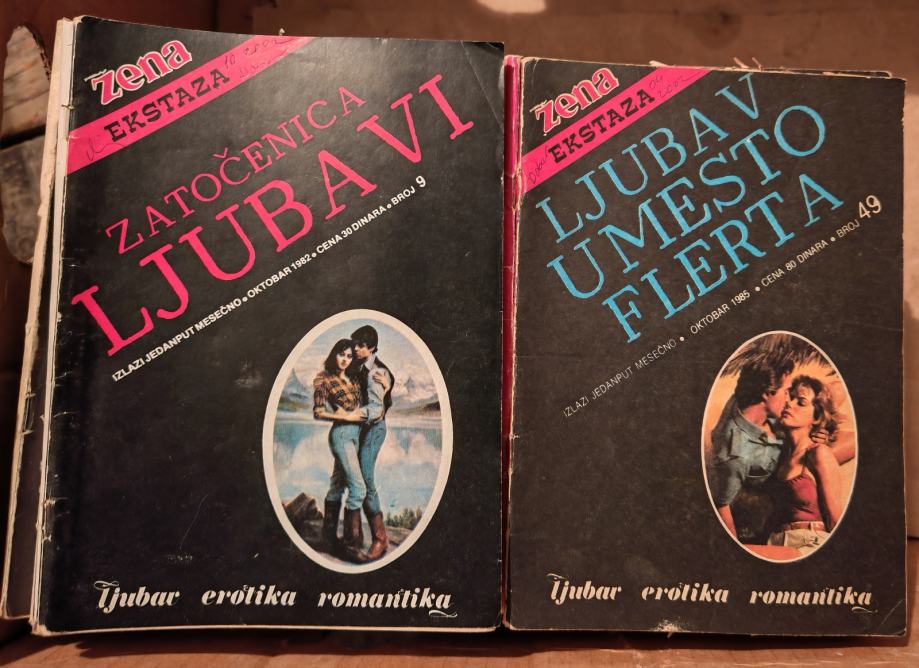 žena
EKSTAZA
ZATOČENICA
LJUBAVI
IZLAZI JEDANPUT MESEČNO • OKTOBAR 1982 • CENA 30 DINARA • BROJ 9
ljubav erotika romantika
žena
EKSTAZA
LJUBAV
UMESTO
FLERTA
IZLAZI JEDANPUT MESEČNO • OKTOBAR 1985 • CENA 80 DINARA • BROJ 49
ljubav erotika romantika